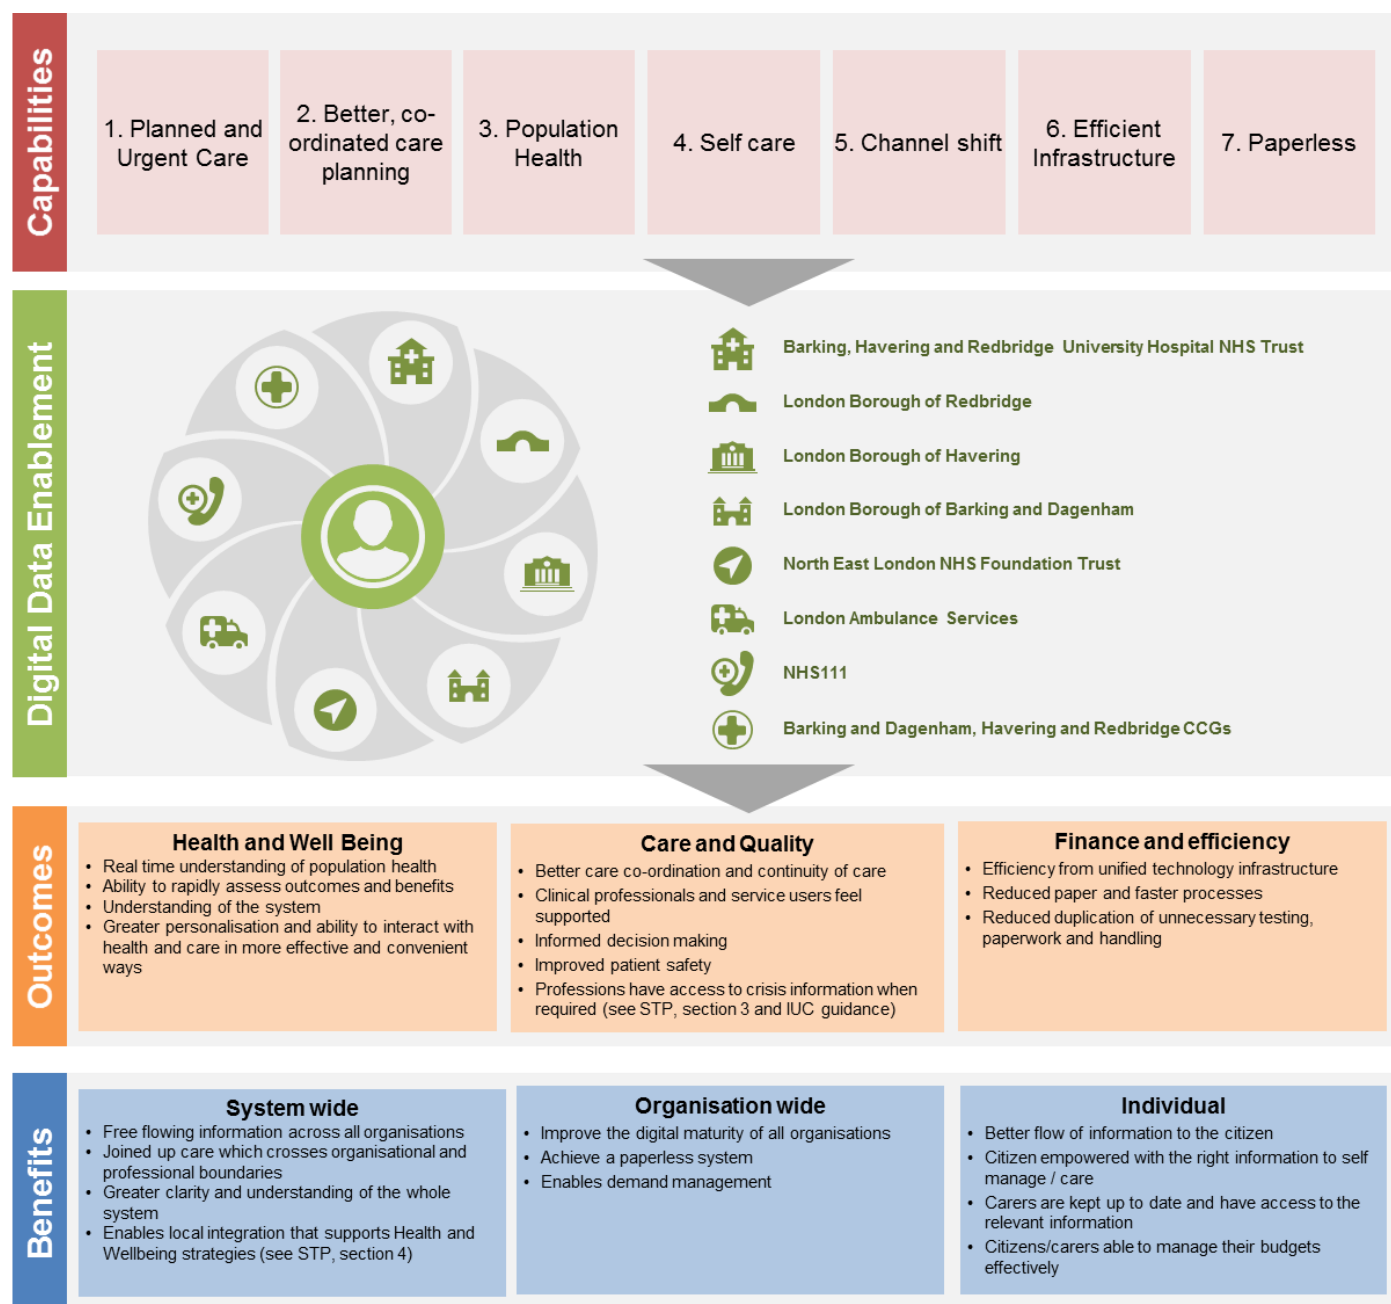 Capabilities
1. Planned and
Urgent Care
2. Better, co-
ordinated care
planning
3. Population
Health
4. Self care
5. Channel shift
6. Efficient
Infrastructure
7. Paperless
Digital Data Enablement
Barking, Havering and Redbridge University Hospital NHS Trust
London Borough of Redbridge
London Borough of Havering
London Borough of Barking and Dagenham
North East London NHS Foundation Trust
London Ambulance Services
NHS111
Barking and Dagenham, Havering and Redbridge CCGs
Outcomes
Health and Well Being
• Real time understanding of population health
• Ability to rapidly assess outcomes and benefits
• Understanding of the system
• Greater personalisation and ability to interact with
health and care in more effective and convenient
ways
Care and Quality
• Better care co-ordination and continuity of care
• Clinical professionals and service users feel
supported
• Informed decision making
• Improved patient safety
• Professions have access to crisis information when
required (see STP, section 3 and IUC guidance)
Finance and efficiency
• Efficiency from unified technology infrastructure
• Reduced paper and faster processes
• Reduced duplication of unnecessary testing,
paperwork and handling
Benefits
System wide
• Free flowing information across all organisations
• Joined up care which crosses organisational and
professional boundaries
• Greater clarity and understanding of the whole
system
• Enables local integration that supports Health and
Wellbeing strategies (see STP, section 4)
Organisation wide
• Improve the digital maturity of all organisations
• Achieve a paperless system
• Enables demand management
Individual
• Better flow of information to the citizen
• Citizen empowered with the right information to self
manage / care
• Carers are kept up to date and have access to the
relevant information
• Citizens/carers able to manage their budgets
effectively